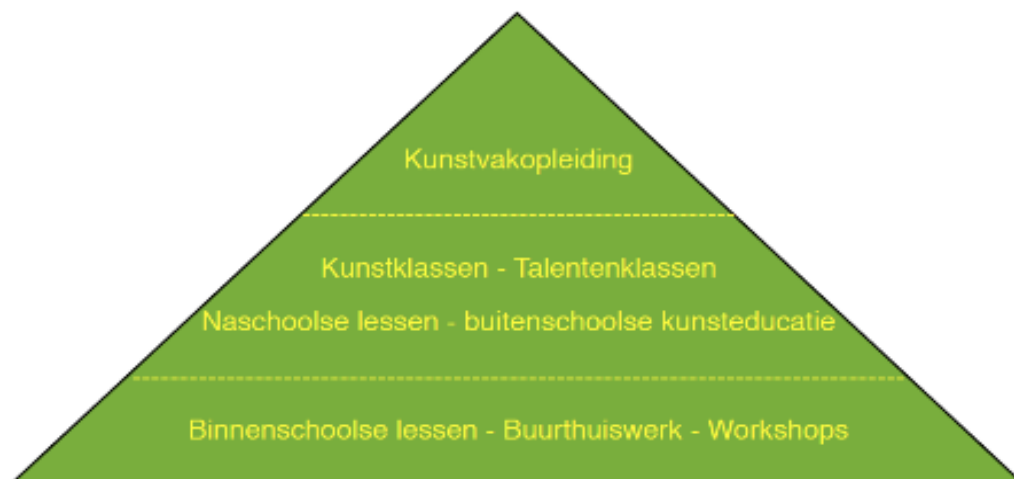 Kunstvakopleiding
Kunstklassen - Talentenklassen
Naschoolse lessen - buitenschoolse kunsteducatie
Binnenschoolse lessen - Buurthuiswerk - Workshops